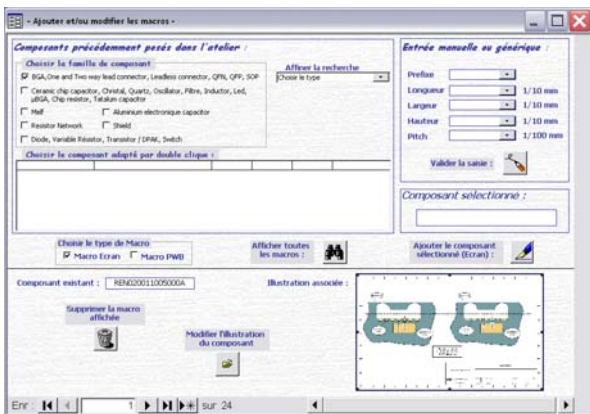 - Ajouter et/ou modifier les macros -
Composants précédemment posés dans l'atelier :
Choisir la famille de composant
BGA,One and Two way lead connector, Leadless connector, QFN, QFP, SOP
Ceramic chip capacitor, Christal, Quartz, Oscillator, Filtre, Inductor, Led,
µBGA, Chip resistor, Tatalun capacitor
Melf
Aluminium electronique capacitor
Resistor Network
Shield
Diode, Variable Résistor, Transistor / DPAK, Switch
Affiner la recherche
Choisir le type
Choisir le composant adapté par double clique :
Entrée manuelle ou générique :
Prefixe
Longueur
1/10 mm
Largeur
1/10 mm
Hauteur
1/10 mm
Pitch
1/100 mm
Valider la saisie :
Composant sélectionné :
Choisir le type de Macro
Macro Ecran
Macro PWB
Afficher toutes
les macros :
Ajouter le composant
sélectionné (Ecran) :
Composant existant :
REN020011005000A
Illustration associée :
Supprimer la macro
affichée
Modifier l'illustration
du composant
Enr :
1
sur 24